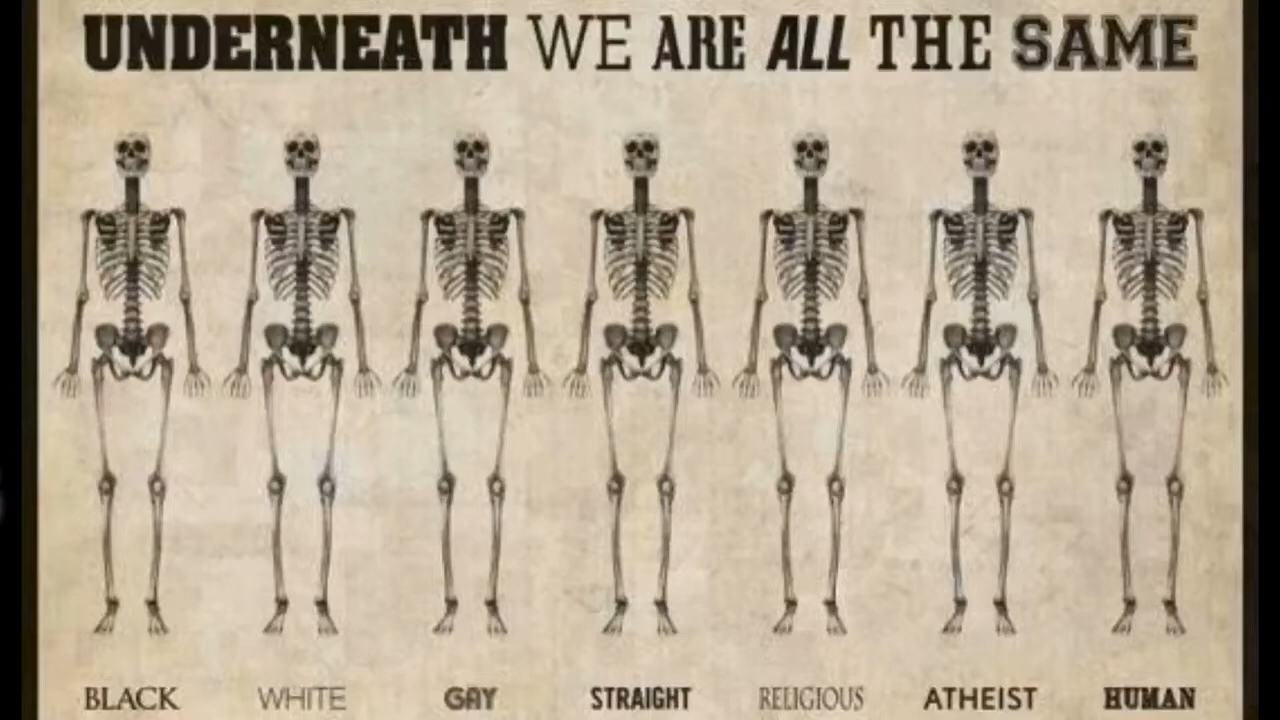 UNDERNEATH WE ARE ALL THE SAME
BLACK WHITE GAY STRAIGHT RELIGIOUS ATHEIST HUMAN